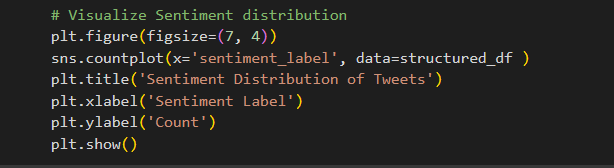 # Visualize Sentiment distribution
plt.figure(figsize=(7, 4))
sns.countplot(x='sentiment_label', data=structured_df )
plt.title('Sentiment Distribution of Tweets')
plt.xlabel('Sentiment Label')
plt.ylabel('Count')
plt.show()